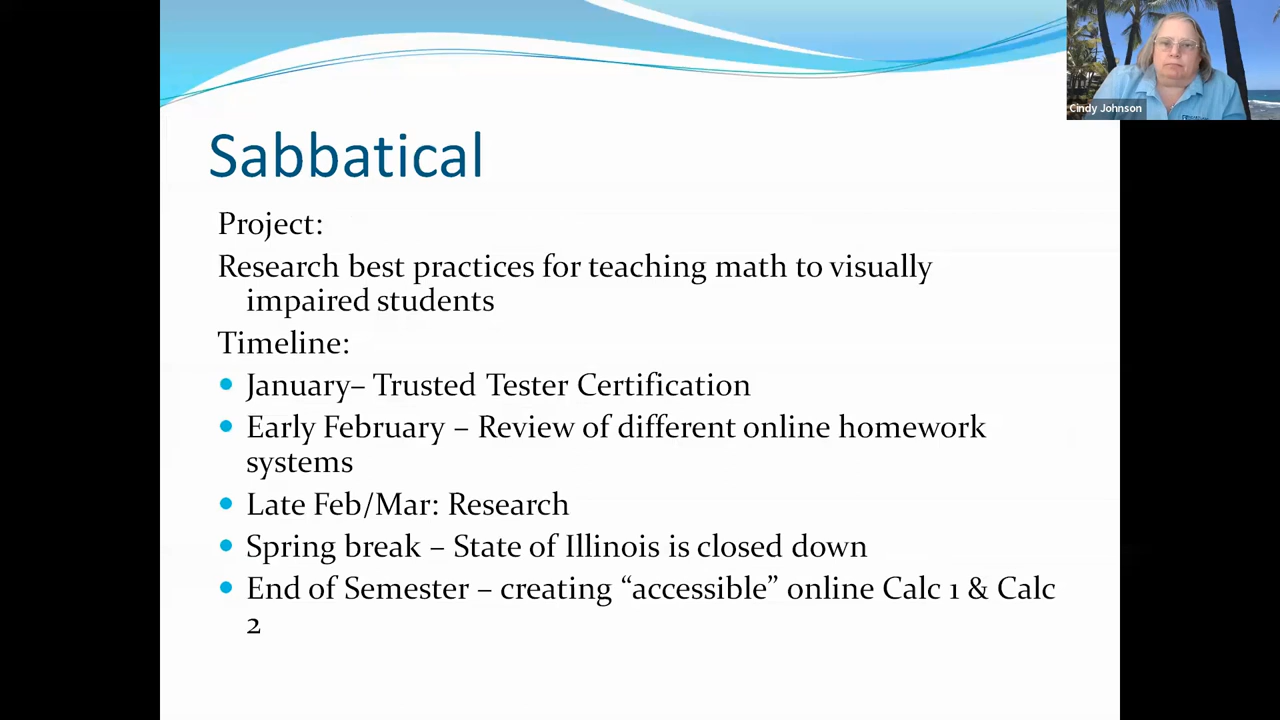 Cindy Johnson
Sabbatical
Project:
Research best practices for teaching math to visually
impaired students
Timeline:
• January– Trusted Tester Certification
• Early February – Review of different online homework
systems
• Late Feb/Mar: Research
• Spring break – State of Illinois is closed down
• End of Semester – creating “accessible” online Calc 1 & Calc
2